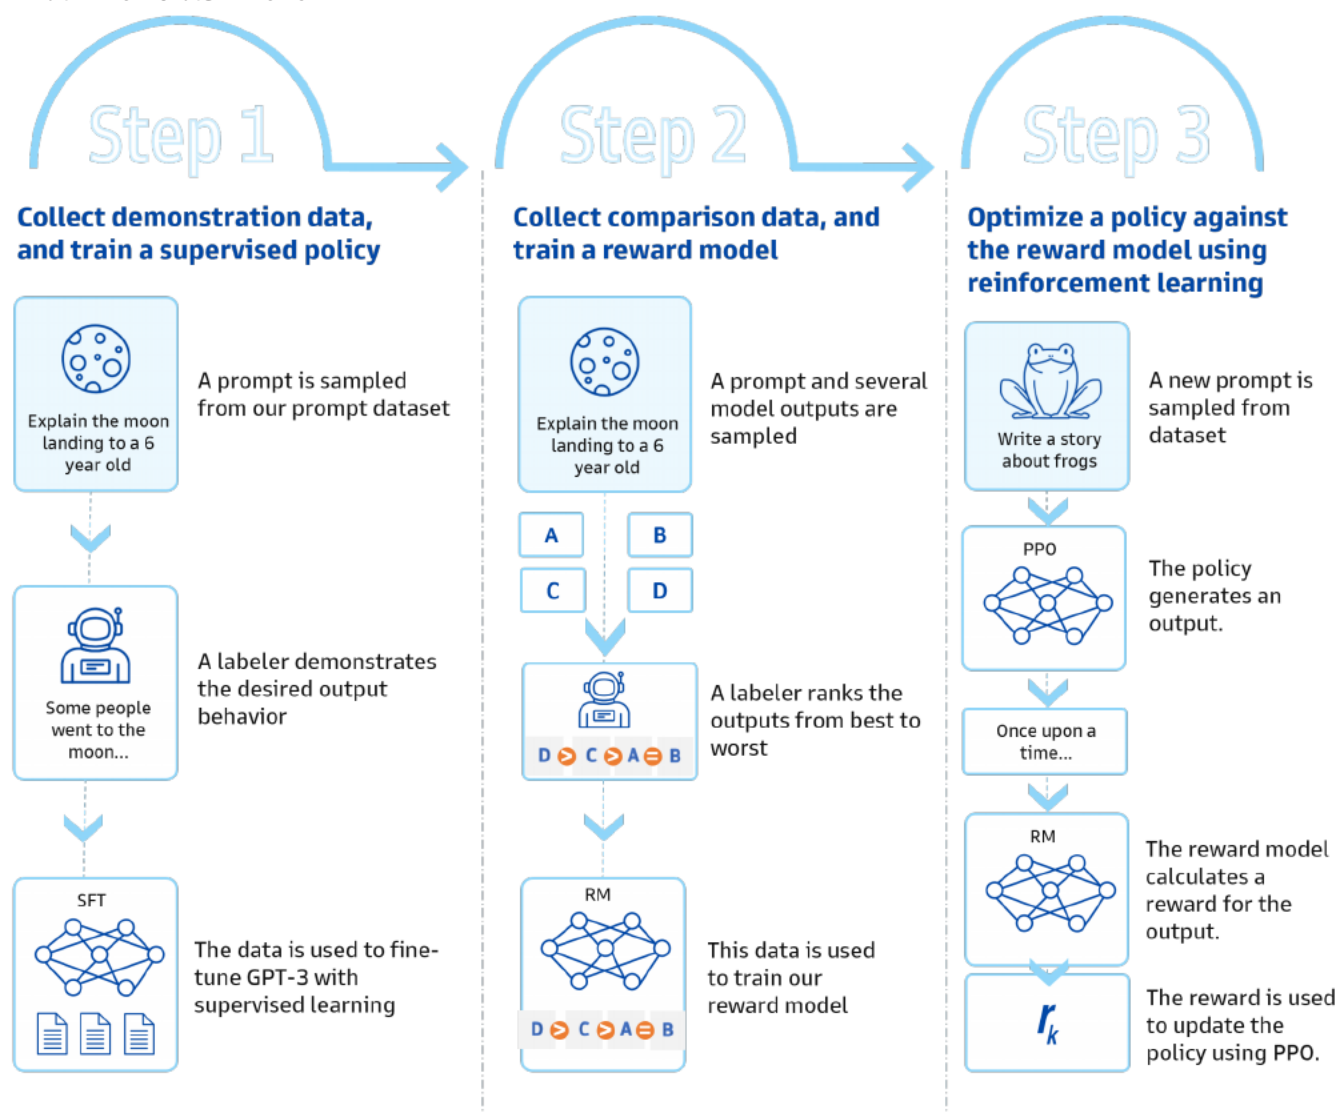 Step 1
Collect demonstration data,
and train a supervised policy
Explain the moon
landing to a 6
year old
A prompt is sampled
from our prompt dataset
Some people
went to the
moon...
A labeler demonstrates
the desired output
behavior
SFT
The data is used to fine-
tune GPT-3 with
supervised learning
Step 2
Collect comparison data, and
train a reward model
Explain the moon
landing to a 6
year old
A prompt and several
model outputs are
sampled
A
B
C
D
D > C > A = B
A labeler ranks the
outputs from best to
worst
RM
D > C > A = B
This data is used
to train our
reward model
Step 3
Optimize a policy against
the reward model using
reinforcement learning
Write a story
about frogs
A new prompt is
sampled from
dataset
PPO
The policy
generates an
output.
Once upon a
time...
RM
The reward model
calculates a
reward for the
output.
rk
The reward is used
to update the
policy using PPO.